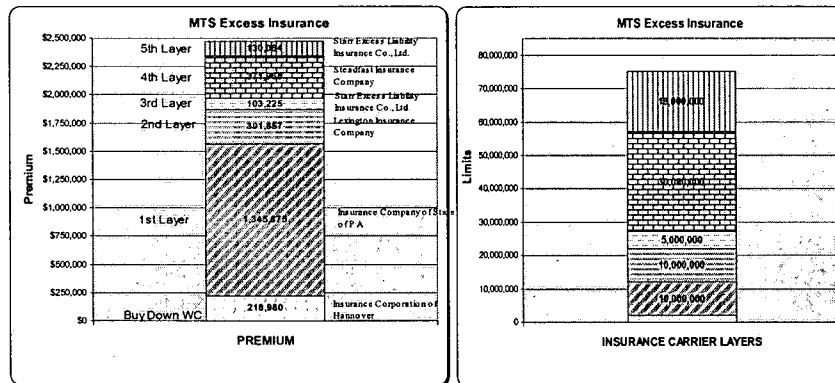 MTS Excess Insurance
Premium
$2,500,000
$2,250,000
$2,000,000
$1,750,000
$1,500,000
$1,250,000
$1,000,000
$750,000
$500,000
$250,000
$0
5th Layer
4th Layer
3rd Layer
2nd Layer
1st Layer
Buy Down WC
103,225
301,557
1,345,875
218,980
Starr Excess Liability
Insurance Co., Ltd.
Steadfast Insurance
Company
Starr Excess Liability
Insurance Co., Ltd.
Lexington Insurance
Company
Insurance Company of State
of PA
Insurance Corporation of
Hannover
PREMIUM
MTS Excess Insurance
Limits
80,000,000
70,000,000
60,000,000
50,000,000
40,000,000
30,000,000
20,000,000
10,000,000
0
5,000,000
10,000,000
10,000,000
INSURANCE CARRIER LAYERS